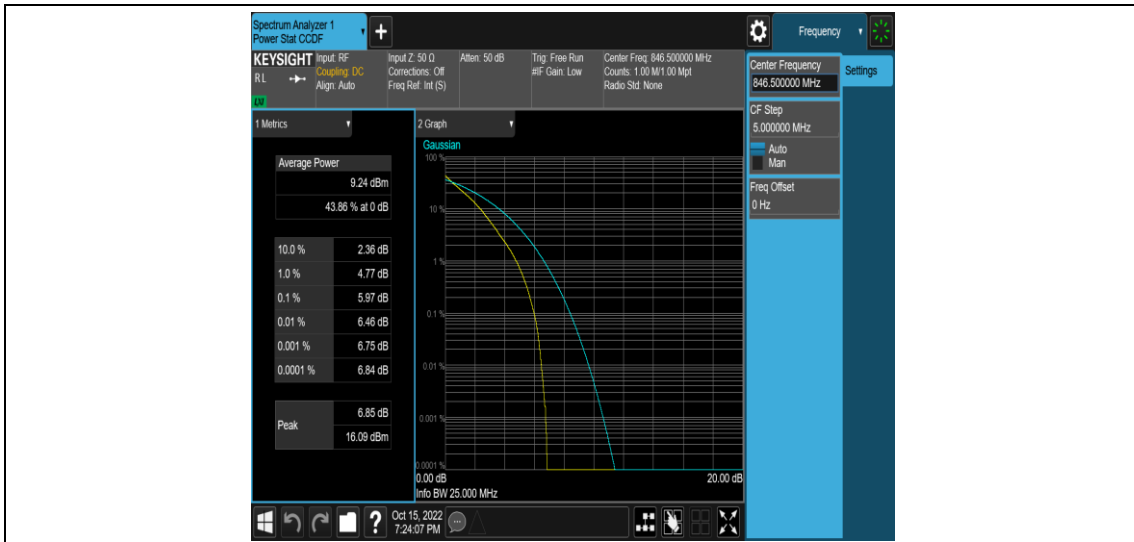 Spectrum Analyzer 1
Power Stat CCDF
+
Frequency
KEYSIGHT
Input: RF
Coupling: DC
Align: Auto
RL
LXI
Input Z: 50 Ω
Corrections: Off
Freq Ref: Int (S)
Atten: 50 dB
Trig: Free Run
#IF Gain: Low
Center Freq: 846.500000 MHz
Counts: 1.00 M/1.00 Mpt
Radio Std: None
Center Frequency
846.500000 MHz
Settings
CF Step
5.000000 MHz
Auto
Man
Freq Offset
0 Hz
1 Metrics
Average Power
9.24 dBm
43.86 % at 0 dB
10.0 % 2.36 dB
1.0 % 4.77 dB
0.1 % 5.97 dB
0.01 % 6.46 dB
0.001 % 6.75 dB
0.0001 % 6.84 dB
Peak
6.85 dB
16.09 dBm
2 Graph
Gaussian
100 %
10 %
1 %
0.1 %
0.01 %
0.001 %
0.0001 %
0.00 dB
20.00 dB
Info BW 25.000 MHz
?
Oct 15, 2022
7:24:07 PM